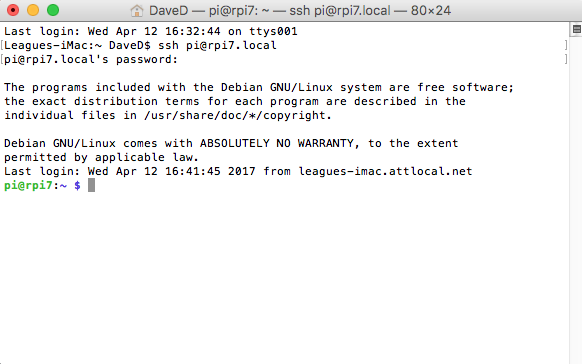 DaveD — pi@rpi7: ~ — ssh pi@rpi7.local — 80×24
Last login: Wed Apr 12 16:32:44 on ttys001
[Leagues-iMac:~ DaveD$ ssh pi@rpi7.local ]
[pi@rpi7.local's password: ]
The programs included with the Debian GNU/Linux system are free software;
the exact distribution terms for each program are described in the
individual files in /usr/share/doc/*/copyright.
Debian GNU/Linux comes with ABSOLUTELY NO WARRANTY, to the extent
permitted by applicable law.
Last login: Wed Apr 12 16:41:45 2017 from leagues-imac.attlocal.net
pi@rpi7:~ $